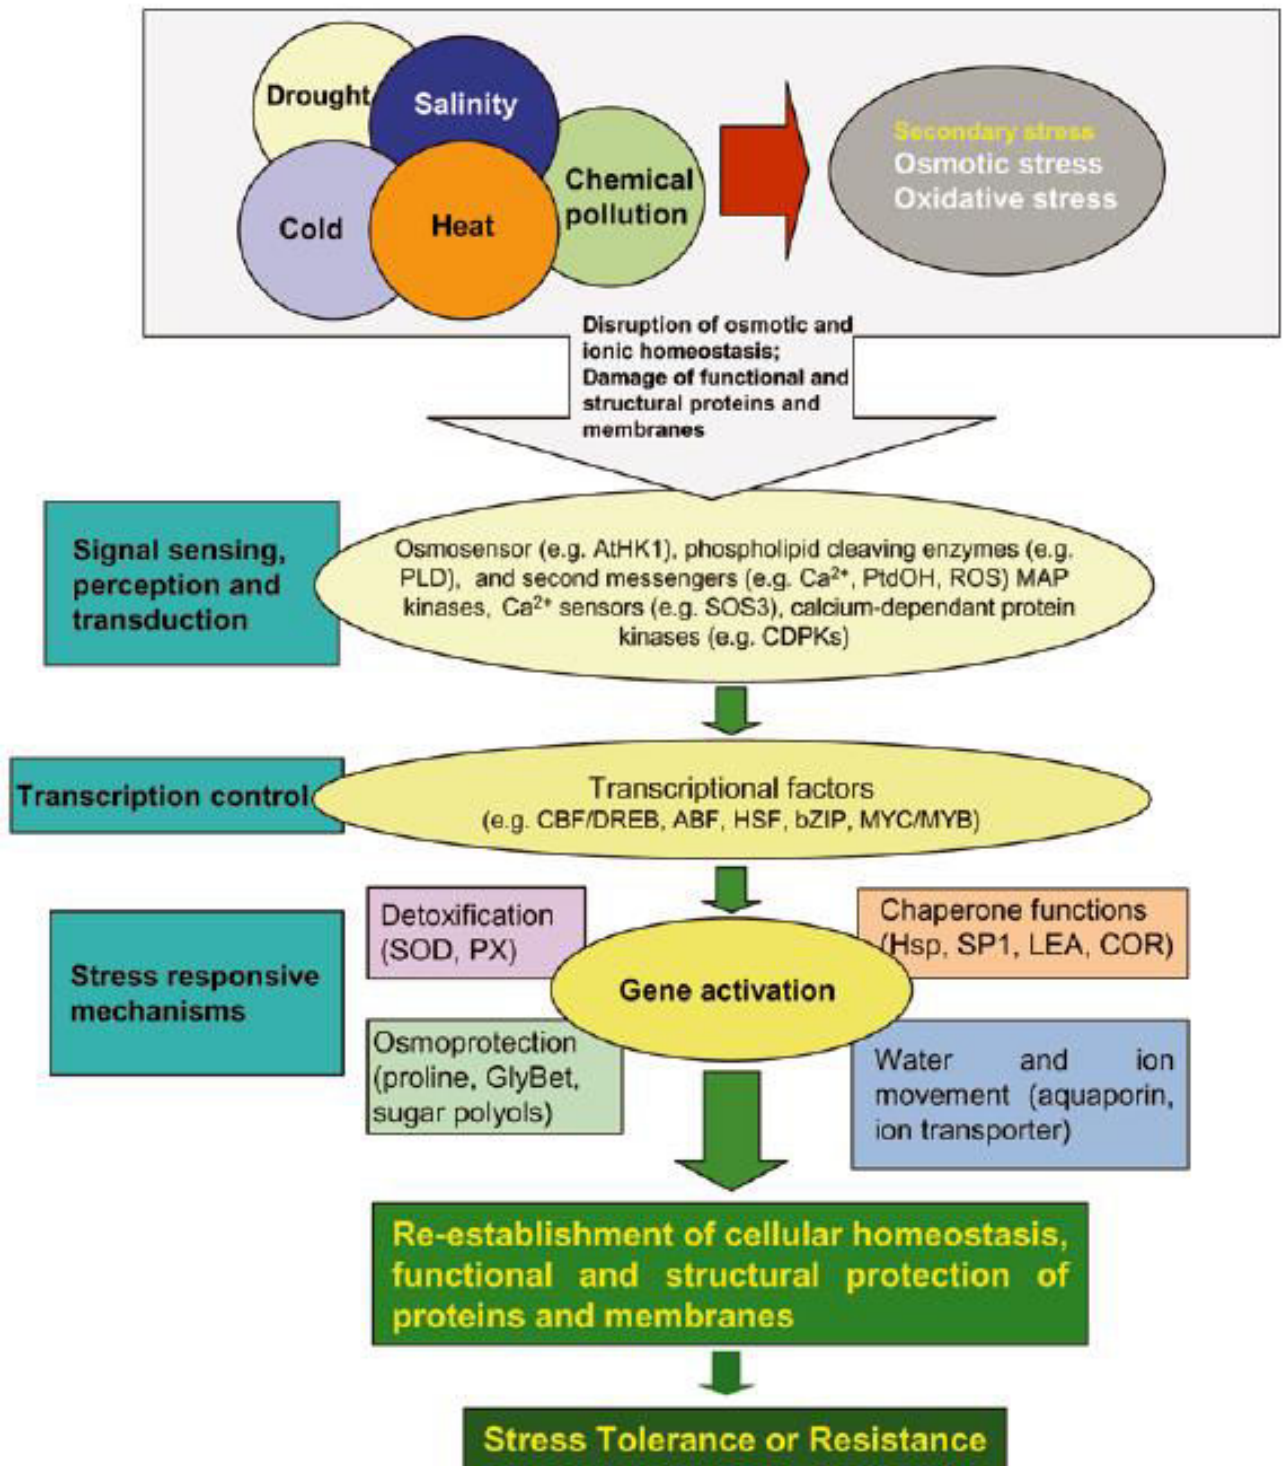 Drought
Salinity
Cold
Heat
Chemical
pollution
Secondary stress
Osmotic stress
Oxidative stress
Disruption of osmotic and
ionic homeostasis;
Damage of functional and
structural proteins and
membranes
Signal sensing,
perception and
transduction
Osmosensor (e.g. AtHK1), phospholipid cleaving enzymes (e.g.
PLD), and second messengers (e.g. Ca²⁺, PtdOH, ROS) MAP
kinases, Ca²⁺ sensors (e.g. SOS3), calcium-dependant protein
kinases (e.g. CDPKs)
Transcription control
Transcriptional factors
(e.g. CBF/DREB, ABF, HSF, bZIP, MYC/MYB)
Stress responsive
mechanisms
Detoxification
(SOD, PX)
Chaperone functions
(Hsp, SP1, LEA, COR)
Gene activation
Osmoprotection
(proline, GlyBet,
sugar polyols)
Water and ion
movement (aquaporin,
ion transporter)
Re-establishment of cellular homeostasis,
functional and structural protection of
proteins and membranes
Stress Tolerance or Resistance